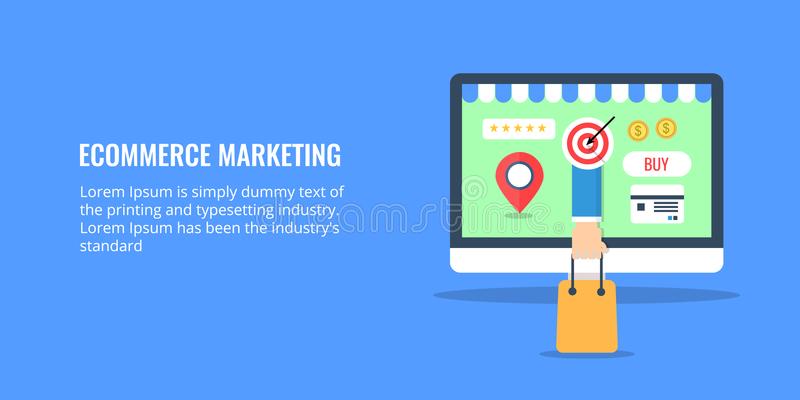 ECOMMERCE MARKETING
Lorem Ipsum is simply dummy text of
the printing and typesetting industry.
Lorem Ipsum has been the industry's
standard
$ $
BUY
dreamstime